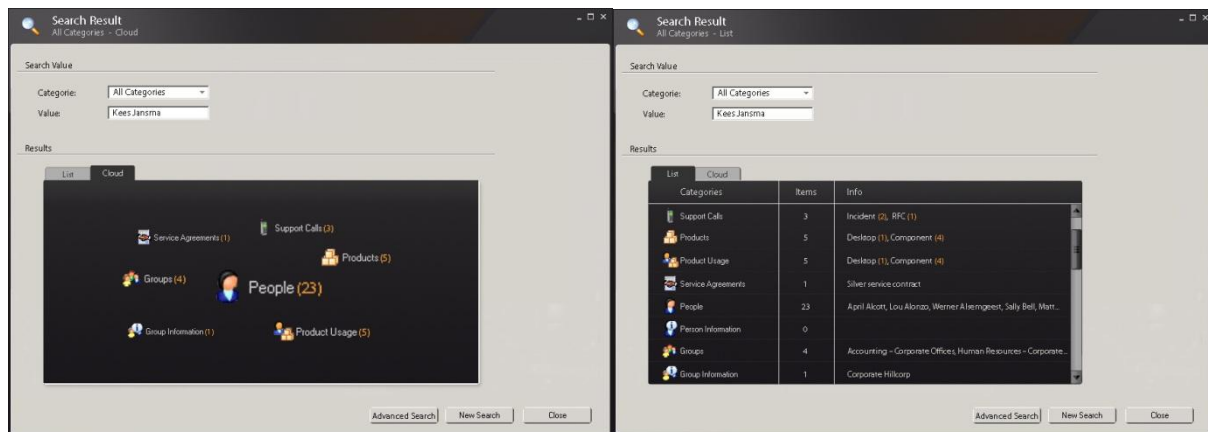 Search Result
All Categories - Cloud
Search Value
Categorie: All Categories
Value: Kees Jansma
Results
List Cloud
Service Agreements (1)
Support Calls (3)
Products (5)
Groups (4)
People (23)
Group Information (1)
Product Usage (5)
Advanced Search New Search Close
Search Result
All Categories - List
Search Value
Categorie: All Categories
Value: Kees Jansma
Results
List Cloud
Categories Items Info
Support Calls 3 Incident (2), RFC (1)
Products 5 Desktop (1), Component (4)
Product Usage 5 Desktop (1), Component (4)
Service Agreements 1 Silver service contract
People 23 April Alcott, Lou Alonzo, Werner Alserngeest, Sally Bell, Matt...
Person Information 0
Groups 4 Accounting – Corporate Offices, Human Resources – Corporate...
Group Information 1 Corporate Hillcorp
Advanced Search New Search Close